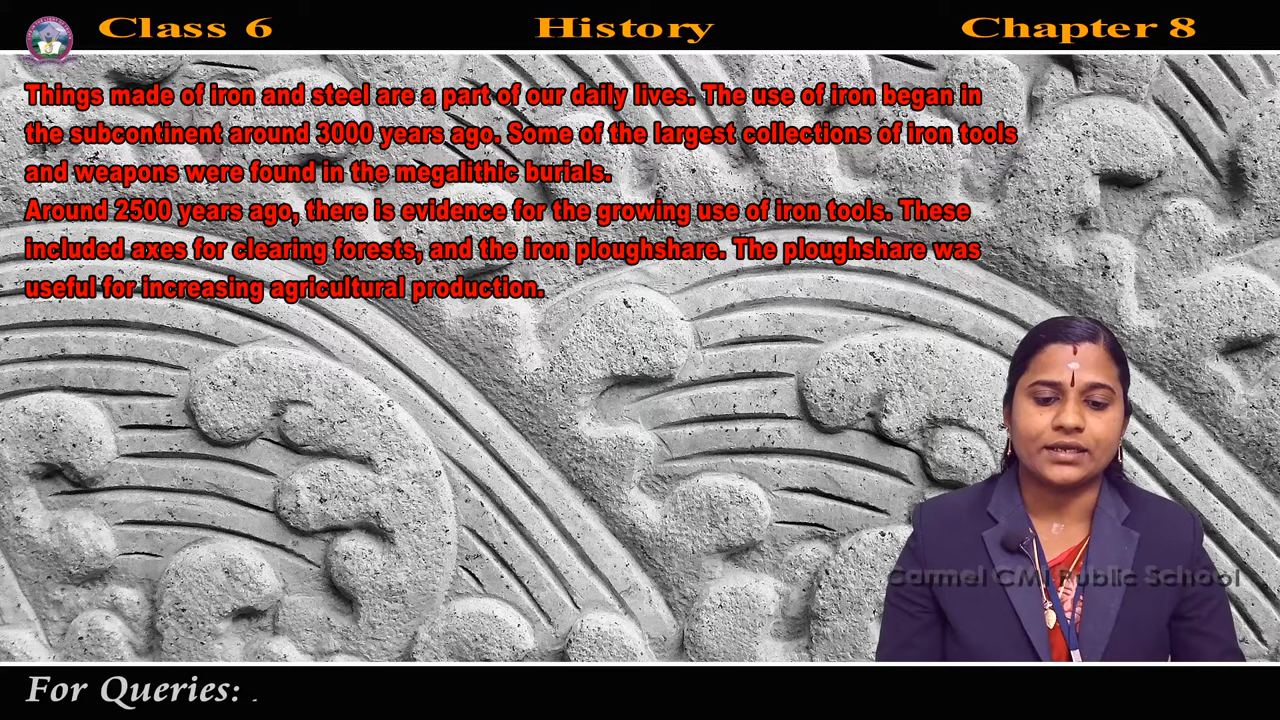 Class 6
History
Chapter 8
Things made of iron and steel are a part of our daily lives. The use of iron began in
the subcontinent around 3000 years ago. Some of the largest collections of iron tools
and weapons were found in the megalithic burials.
Around 2500 years ago, there is evidence for the growing use of iron tools. These
included axes for clearing forests, and the iron ploughshare. The ploughshare was
useful for increasing agricultural production.
Carmel CMI Public School
For Queries: .